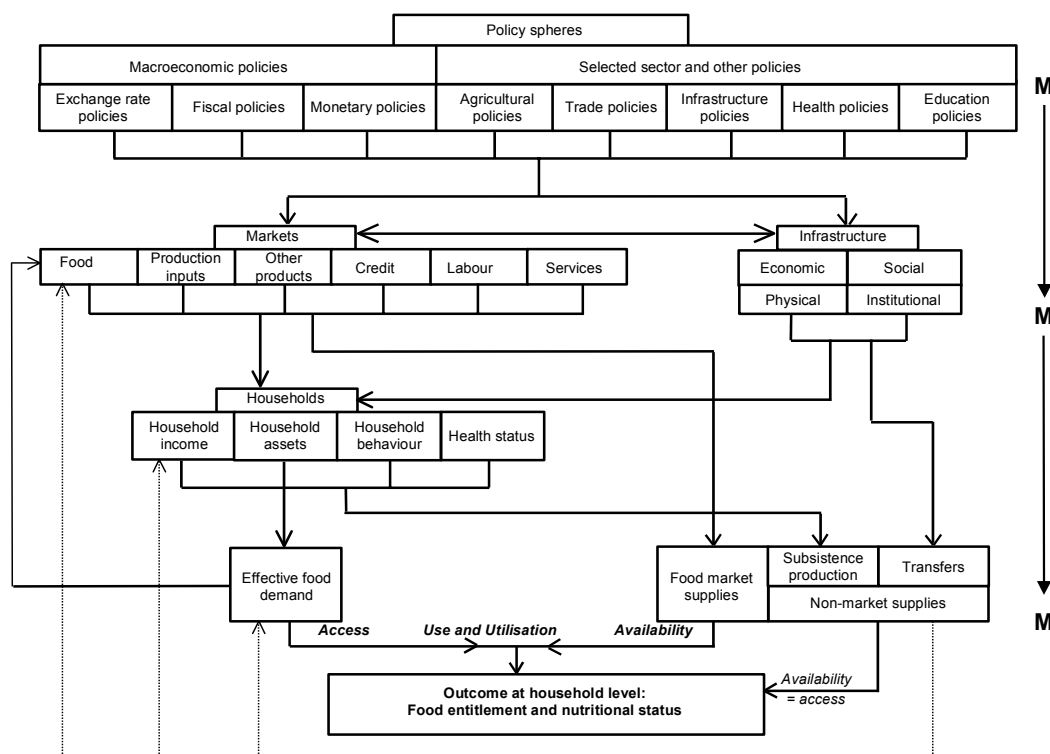 Policy spheres
Macroeconomic policies
Selected sector and other policies
Exchange rate
policies
Fiscal policies
Monetary policies
Agricultural
policies
Trade policies
Infrastructure
policies
Health policies
Education
policies
M
Markets
Infrastructure
Food
Production
inputs
Other
products
Credit
Labour
Services
Economic
Social
Physical
Institutional
M
Households
Household
income
Household
assets
Household
behaviour
Health status
Effective food
demand
Food market
supplies
Subsistence
production
Transfers
Non-market supplies
M
Access
Use and Utilisation
Availability
Outcome at household level:
Food entitlement and nutritional status
Availability
= access